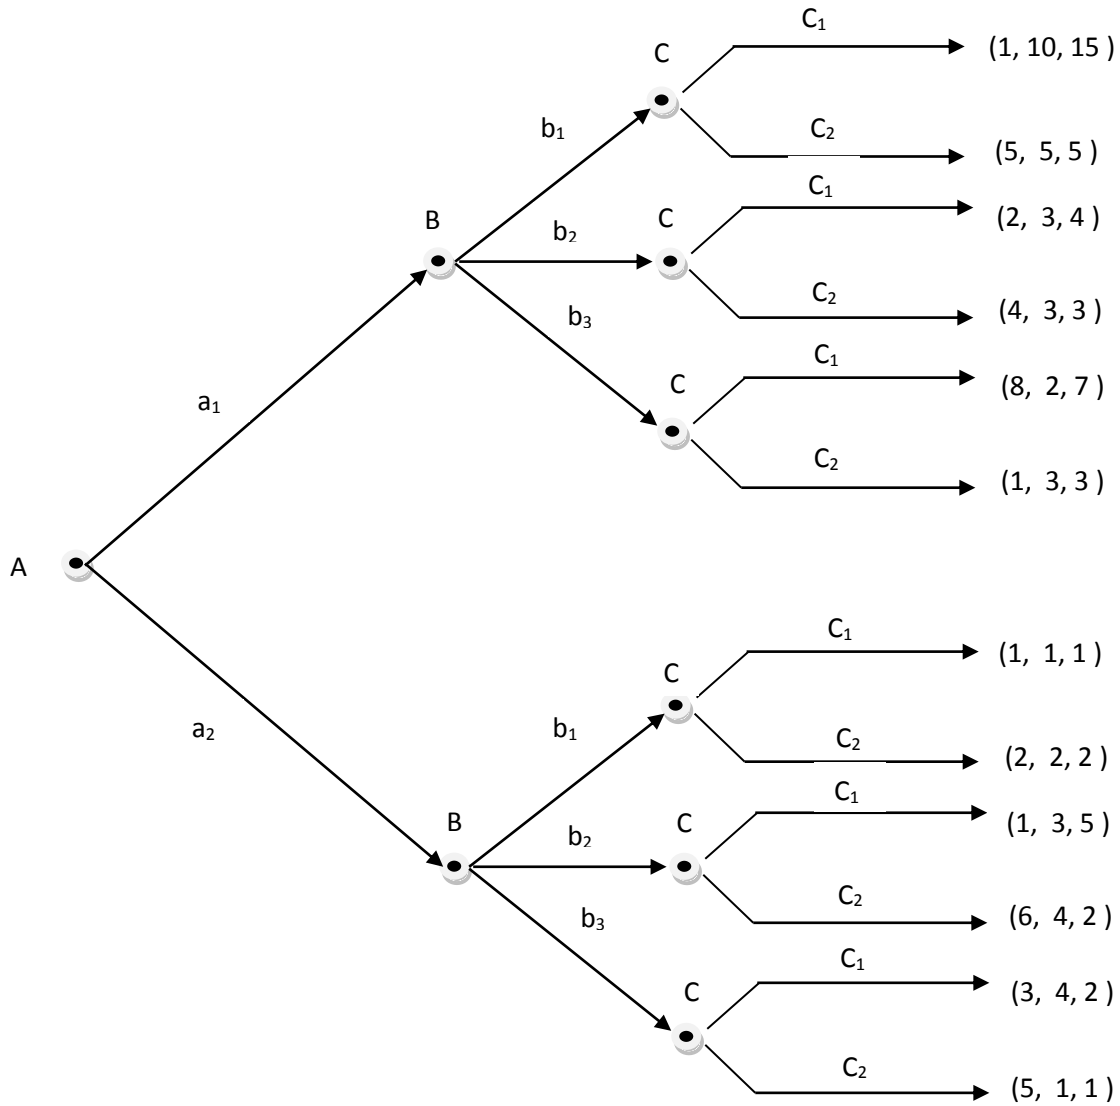 C₁
(1, 10, 15 )
C
b₁
C₂
(5, 5, 5 )
C₁
B
C
(2, 3, 4 )
b₂
C₂
(4, 3, 3 )
b₃
C₁
C
(8, 2, 7 )
a₁
C₂
(1, 3, 3 )
A
C₁
(1, 1, 1 )
C
a₂
b₁
C₂
(2, 2, 2 )
C₁
B
C
(1, 3, 5 )
b₂
C₂
(6, 4, 2 )
b₃
C₁
C
(3, 4, 2 )
C₂
(5, 1, 1 )